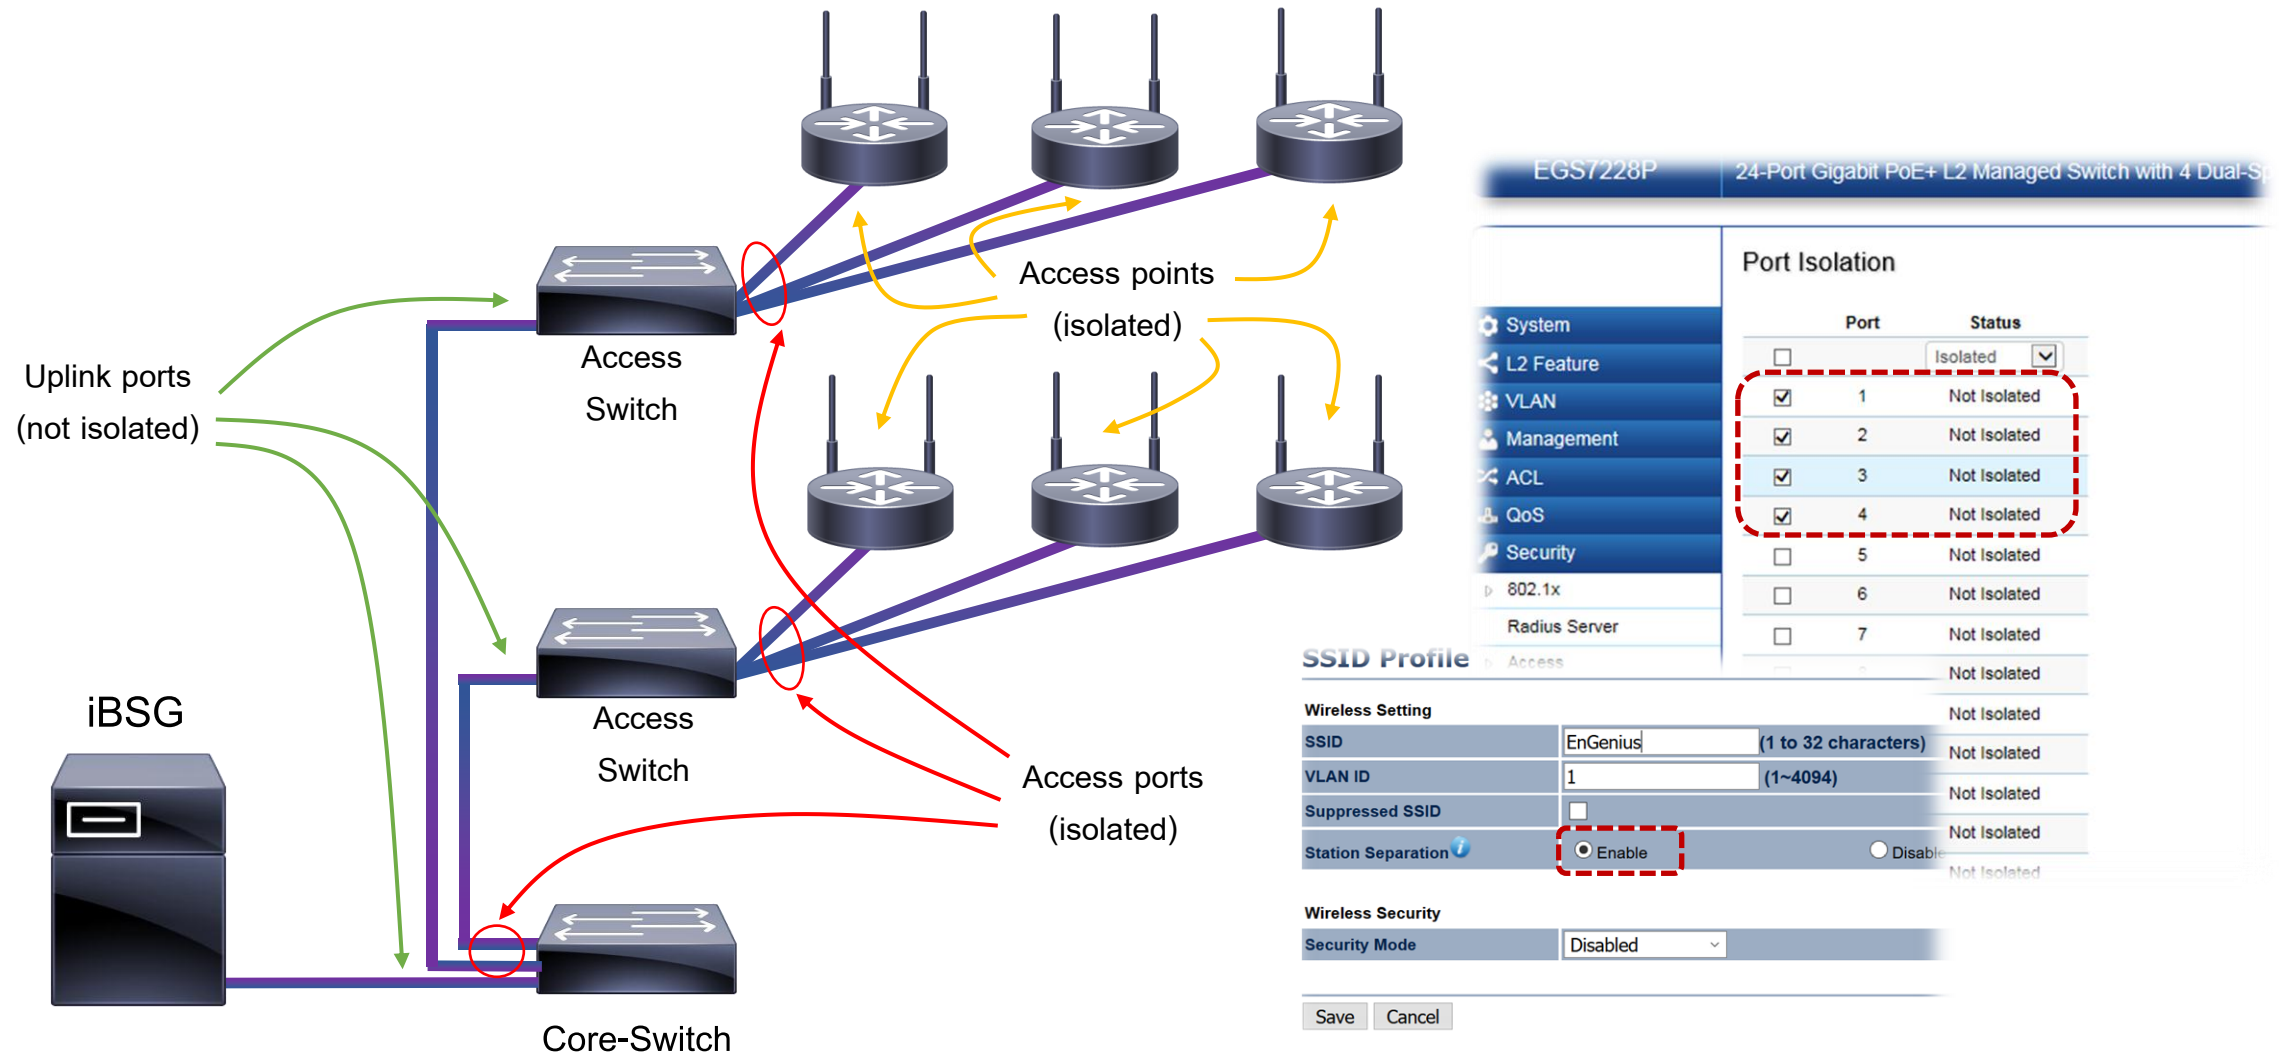 Access points
(isolated)
Access
Switch
Uplink ports
(not isolated)
Access
Switch
iBSG
Access ports
(isolated)
Core-Switch
EGS7228P
24-Port Gigabit PoE+ L2 Managed Switch with 4 Dual-Sp
Port Isolation
System
L2 Feature
VLAN
Management
ACL
QoS
Security
802.1x
Radius Server
Access
Port Status
Isolated
1 Not Isolated
2 Not Isolated
3 Not Isolated
4 Not Isolated
5 Not Isolated
6 Not Isolated
7 Not Isolated
Not Isolated
Not Isolated
Not Isolated
Not Isolated
Not Isolated
Not Isolated
SSID Profile
Wireless Setting
SSID EnGenius (1 to 32 characters)
VLAN ID 1 (1~4094)
Suppressed SSID
Station Separation i Enable Disable
Wireless Security
Security Mode Disabled
Save Cancel